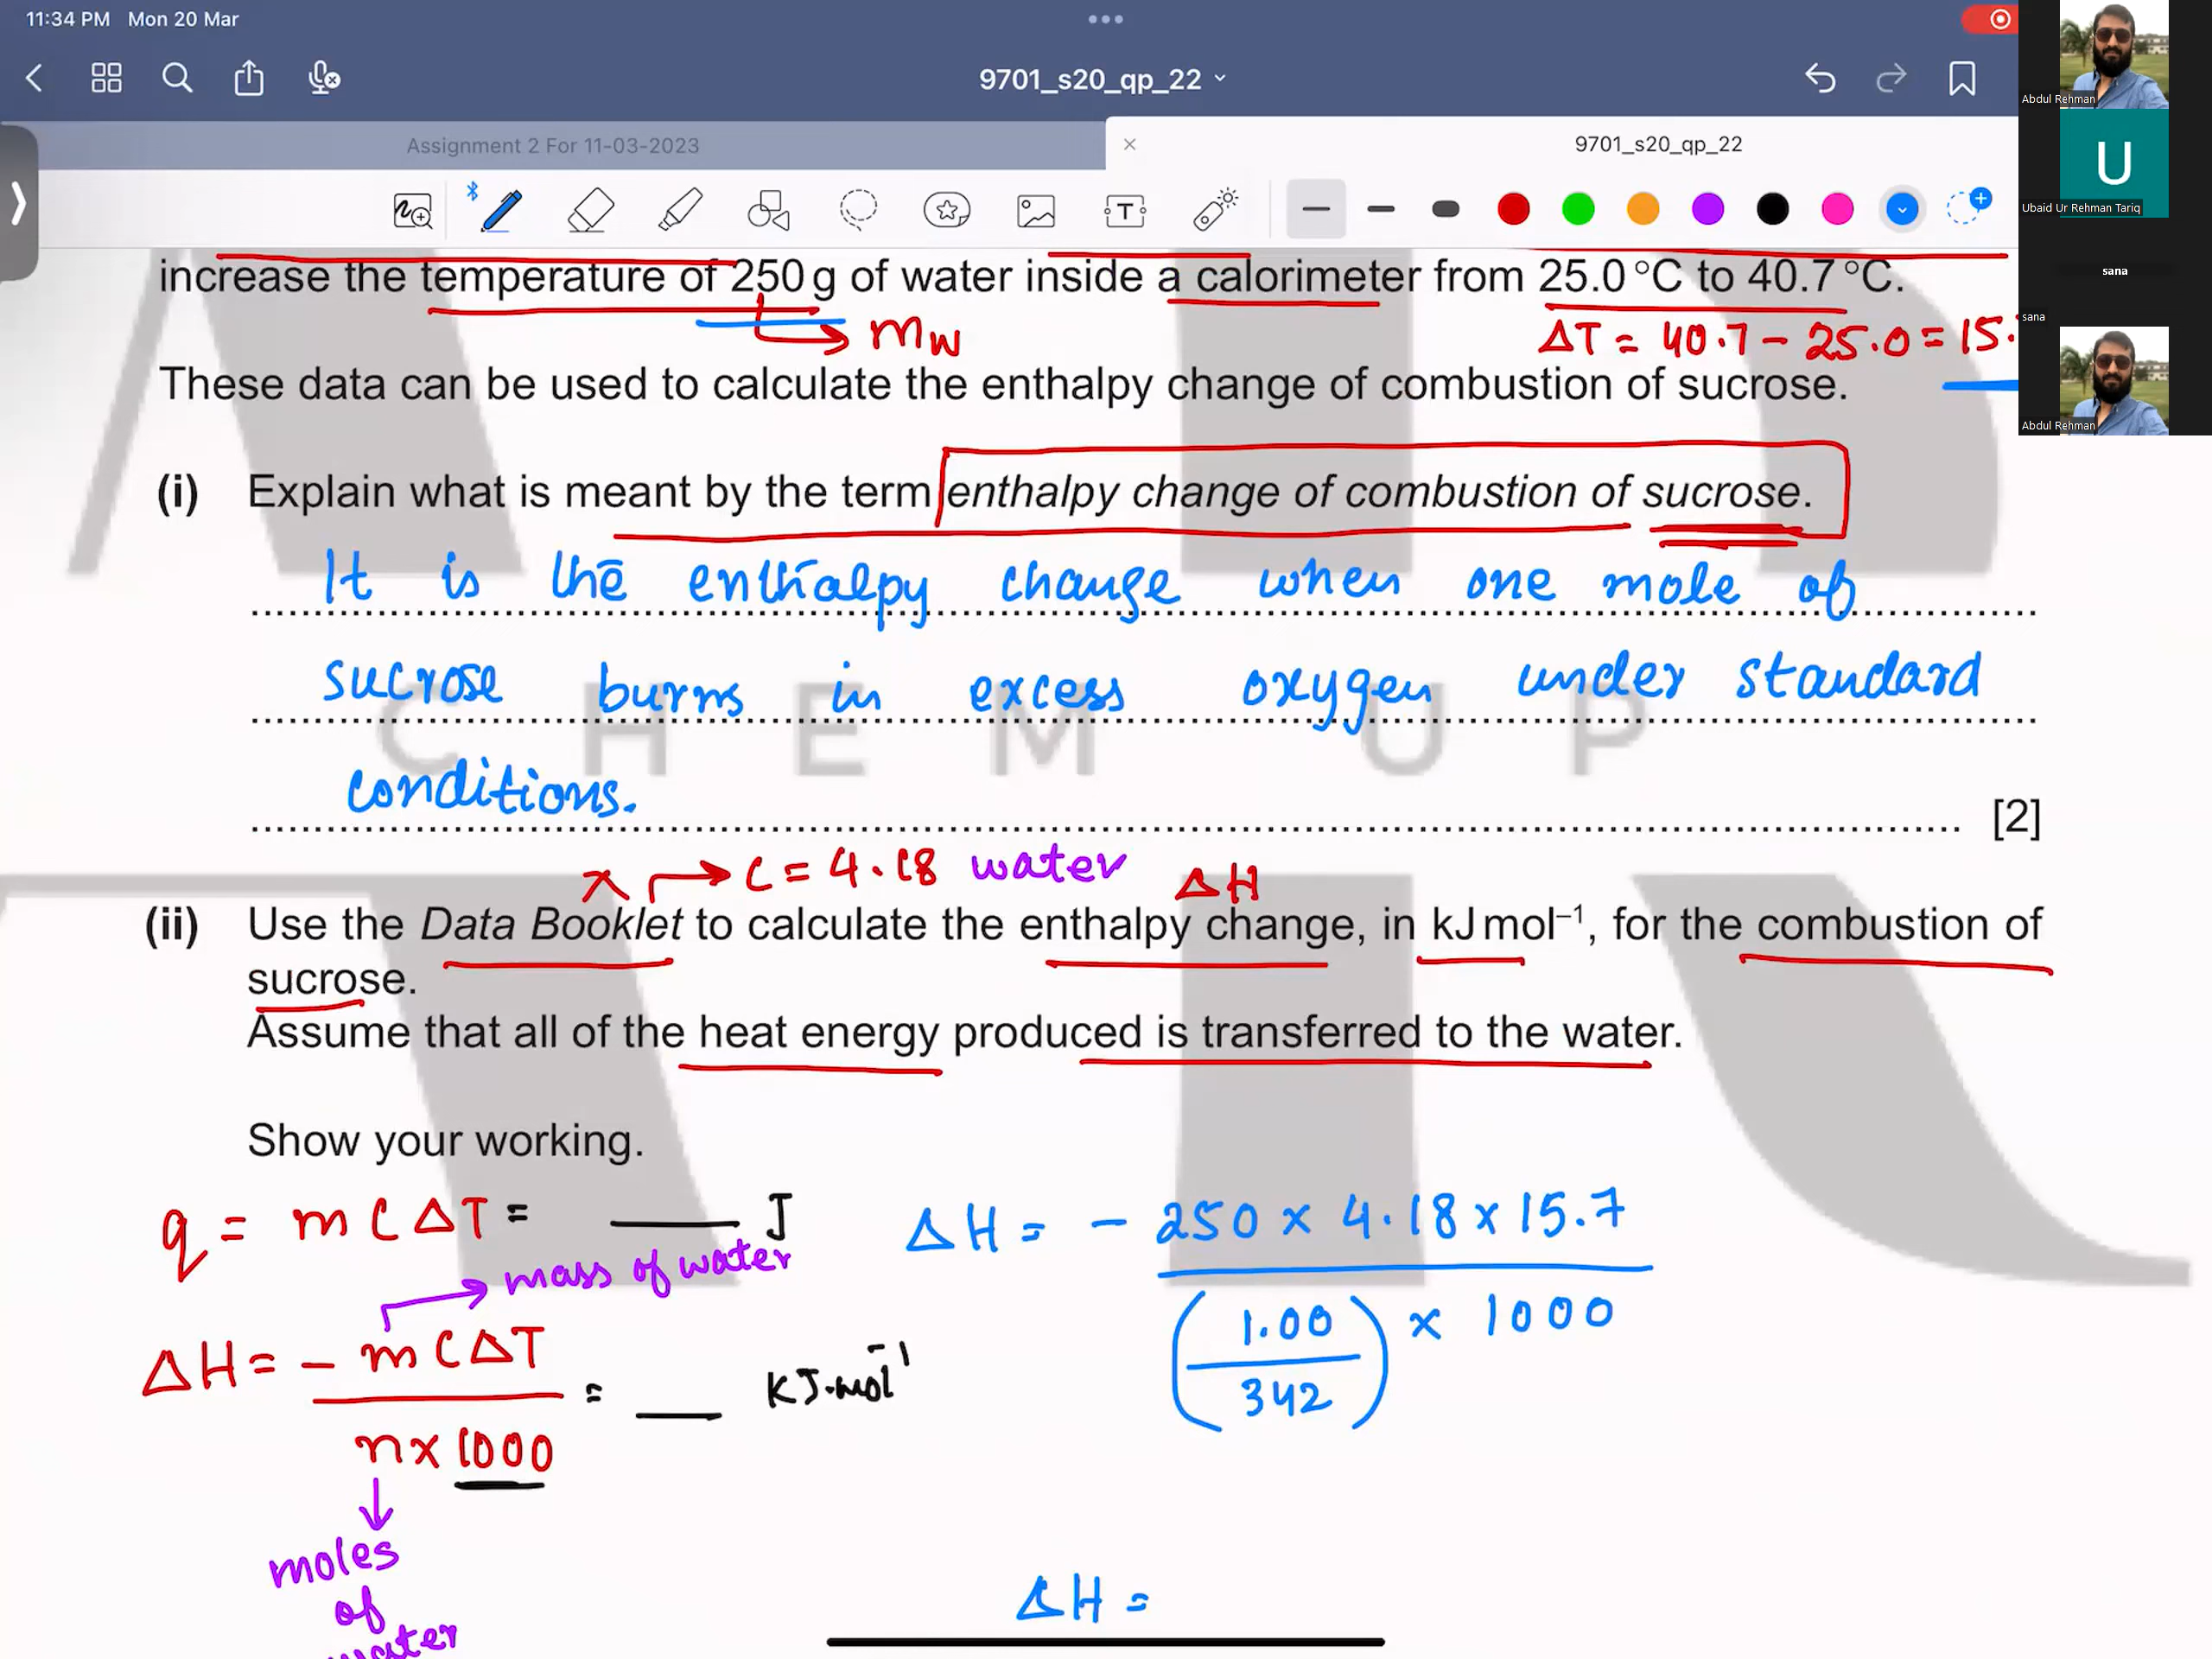 11:34 PM Mon 20 Mar
9701_s20_qp_22
Assignment 2 For 11-03-2023
9701_s20_qp_22
Abdul Rehman
U
Ubaid Ur Rehman Tariq
sana
sana
Abdul Rehman
increase the temperature of 250 g of water inside a calorimeter from 25.0 °C to 40.7 °C.
mw
ΔT = 40.7 - 25.0 = 15.
These data can be used to calculate the enthalpy change of combustion of sucrose.
(i) Explain what is meant by the term enthalpy change of combustion of sucrose.
It is the enthalpy change when one mole of
sucrose burns in excess oxygen under standard
conditions.
[2]
CHEM UP
x → C = 4.18 water ΔH
(ii) Use the Data Booklet to calculate the enthalpy change, in kJ mol⁻¹, for the combustion of
sucrose.
Assume that all of the heat energy produced is transferred to the water.
Show your working.
q = m C ΔT = ___ J
→ mass of water
ΔH = - m C ΔT
= __ KJ.mol⁻¹
n x 1000
↓
moles
of
ΔH = - 250 x 4.18 x 15.7
(1.00
342) x 1000
ΔH =